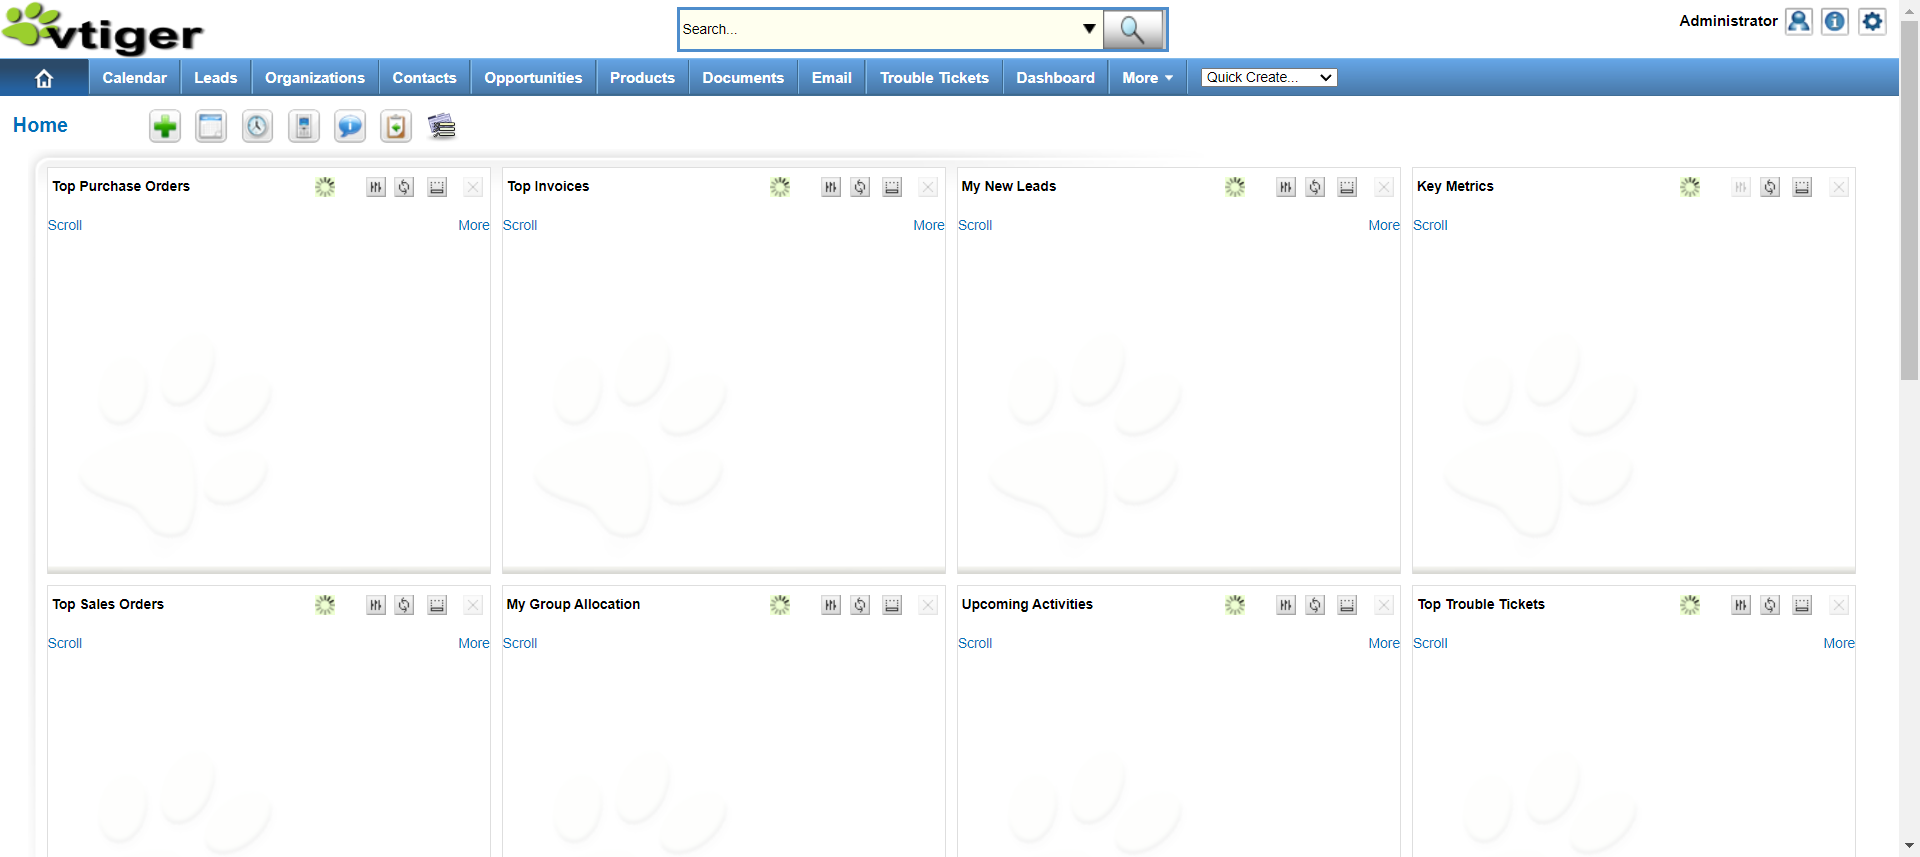 vtiger
Search...
Administrator
Calendar Leads Organizations Contacts Opportunities Products Documents Email Trouble Tickets Dashboard More Quick Create...
Home
Top Purchase Orders
Scroll More
Top Invoices
Scroll More
My New Leads
Scroll More
Key Metrics
Scroll
Top Sales Orders
Scroll More
My Group Allocation
Scroll
Upcoming Activities
Scroll More
Top Trouble Tickets
Scroll More